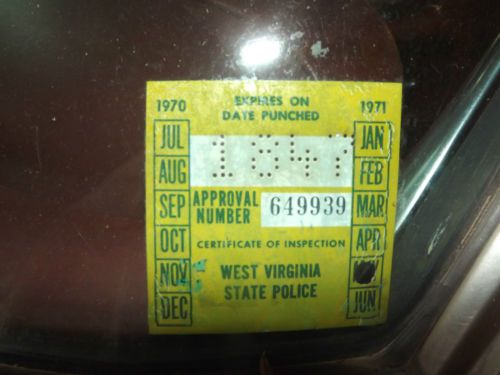 1970 EXPIRES ON 1971
DATE PUNCHED
JUL JAN
AUG 1847 FEB
SEP APPROVAL NUMBER 649939 MAR
OCT CERTIFICATE OF INSPECTION APR
NOV WEST VIRGINIA
STATE POLICE
DEC JUN